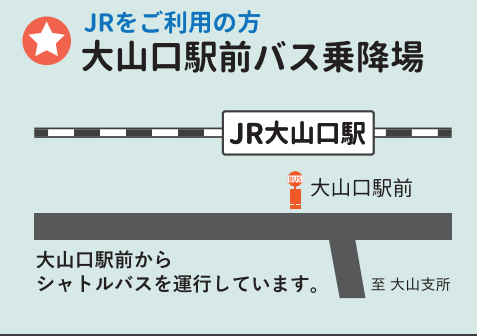 JRをご利用の方
大山口駅前バス乗降場
JR大山口駅
BUS
大山口駅前
大山口駅前から
シャトルバスを運行しています。
至 大山支所